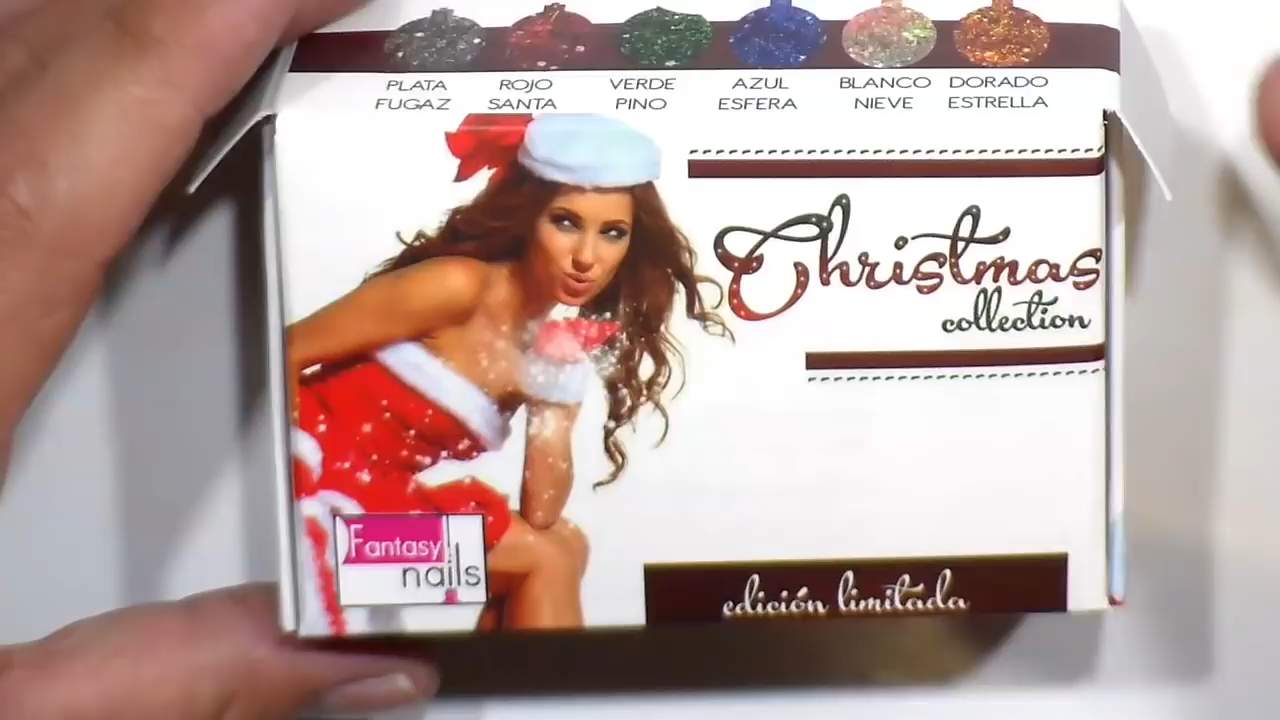 PLATA FUGAZ
ROJO SANTA
VERDE PINO
AZUL ESFERA
BLANCO NIEVE
DORADO ESTRELLA
Christmas
collection
Fantasy
nails
edición limitada